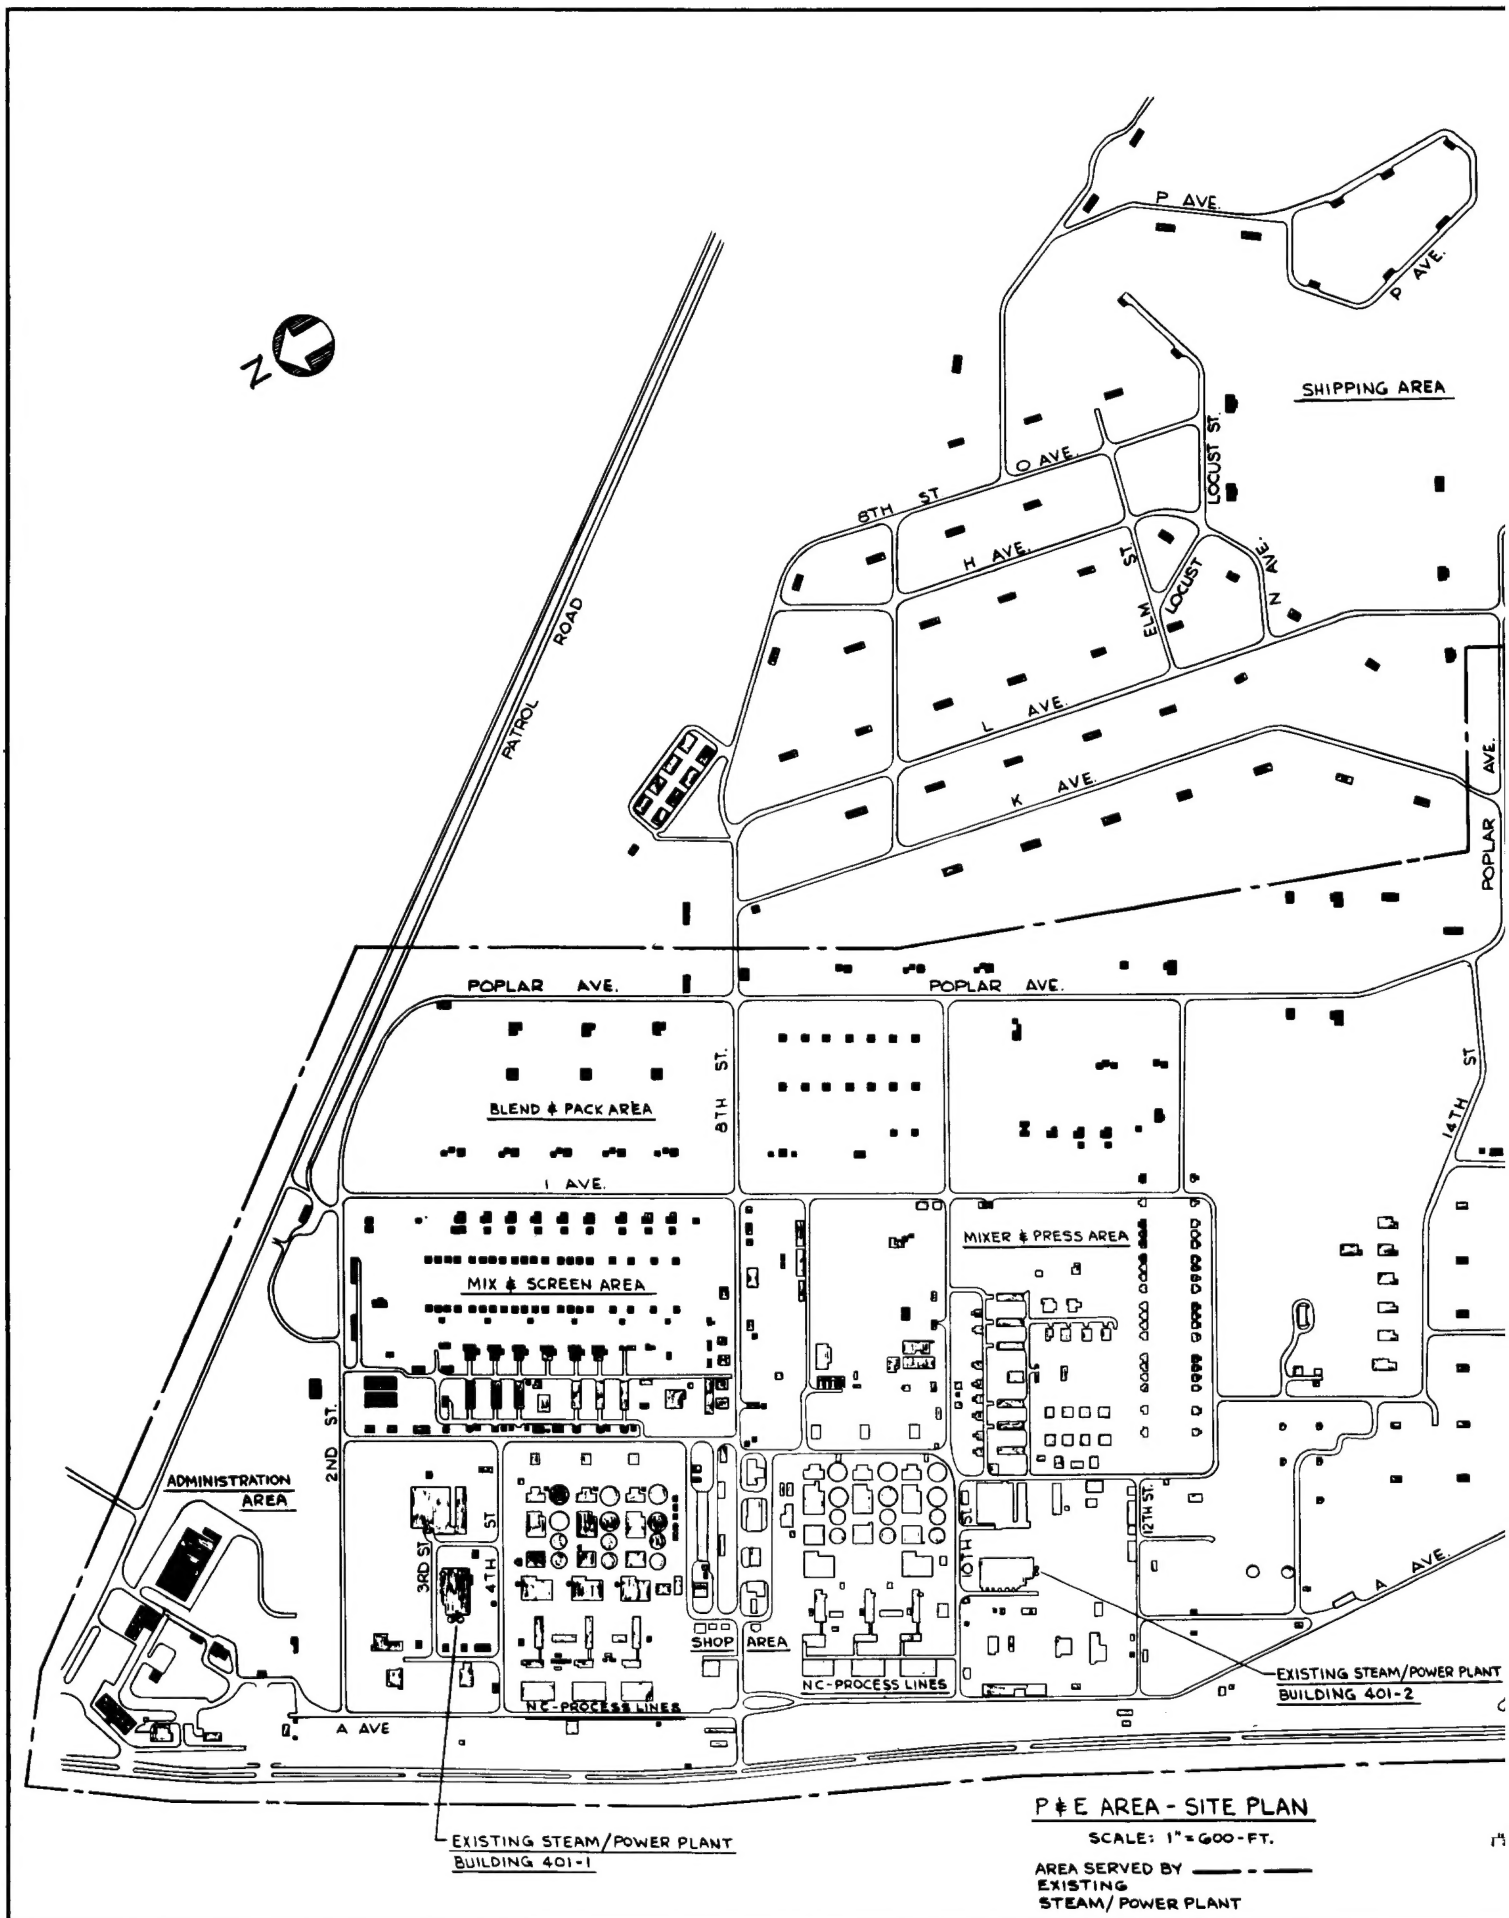 P AVE.
P AVE.
N
SHIPPING AREA
LOCUST ST.
O AVE.
8TH ST
H AVE.
ELM ST.
LOCUST
N AVE.
PATROL ROAD
L AVE.
K AVE.
POPLAR AVE.
POPLAR AVE.
POPLAR AVE.
8TH ST.
BLEND & PACK AREA
14TH ST
I AVE.
MIXER & PRESS AREA
MIX & SCREEN AREA
2ND ST.
ADMINISTRATION
AREA
3RD ST.
4TH ST
10TH ST.
12TH ST.
A AVE.
SHOP AREA
NC-PROCESS LINES
NC-PROCESS LINES
A AVE
EXISTING STEAM/POWER PLANT
BUILDING 401-2
EXISTING STEAM/POWER PLANT
BUILDING 401-1
P & E AREA - SITE PLAN
SCALE: 1"=600-FT.
AREA SERVED BY
EXISTING
STEAM/POWER PLANT